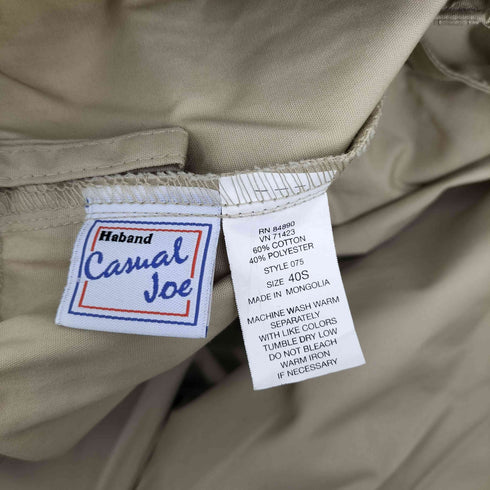 Haband
Casual
Joe
RN 84890
VN 71423
60% COTTON
40% POLYESTER
STYLE 075
SIZE 40S
MADE IN MONGOLIA
MACHINE WASH WARM
SEPARATELY
WITH LIKE COLORS
TUMBLE DRY LOW
DO NOT BLEACH
WARM IRON
IF NECESSARY